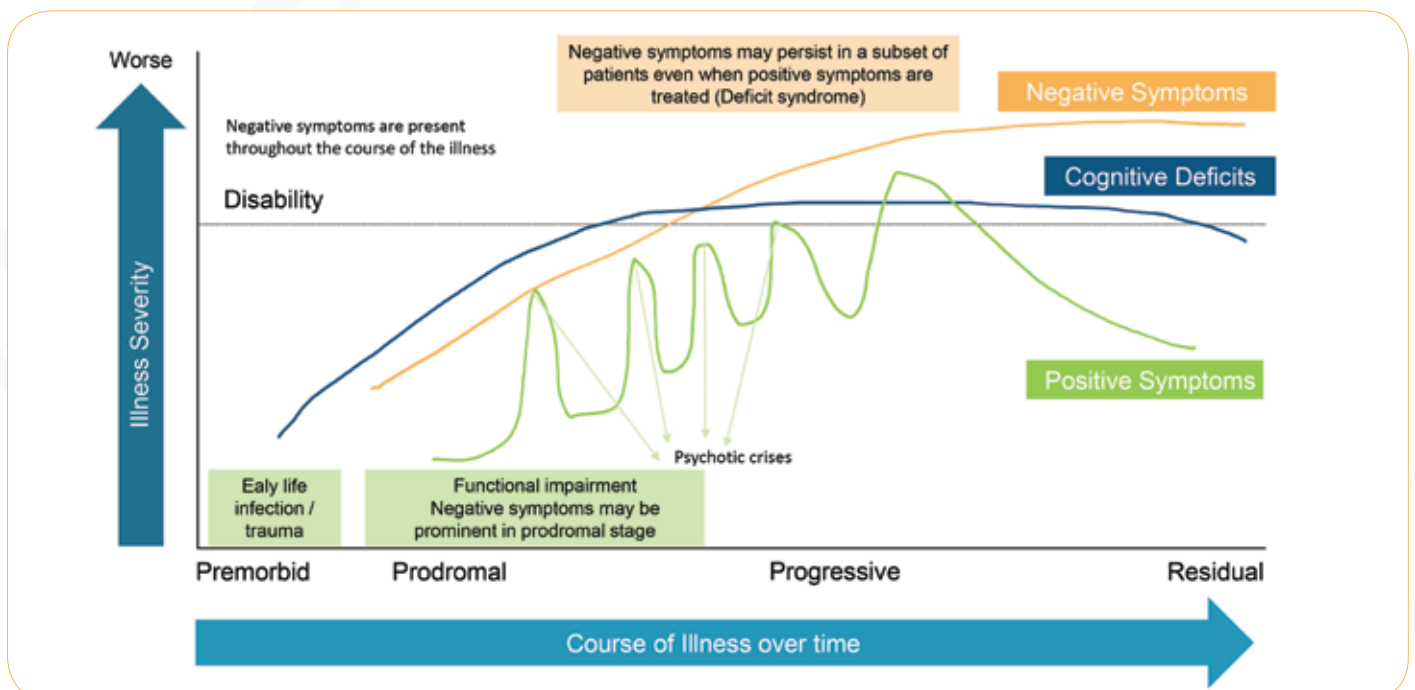 Worse
Negative symptoms may persist in a subset of
patients even when positive symptoms are
treated (Deficit syndrome)
Negative Symptoms
Negative symptoms are present
throughout the course of the illness
Cognitive Deficits
Disability
Illness Severity
Positive Symptoms
Psychotic crises
Ealy life
infection /
trauma
Functional impairment
Negative symptoms may be
prominent in prodromal stage
Premorbid
Prodromal
Progressive
Residual
Course of Illness over time